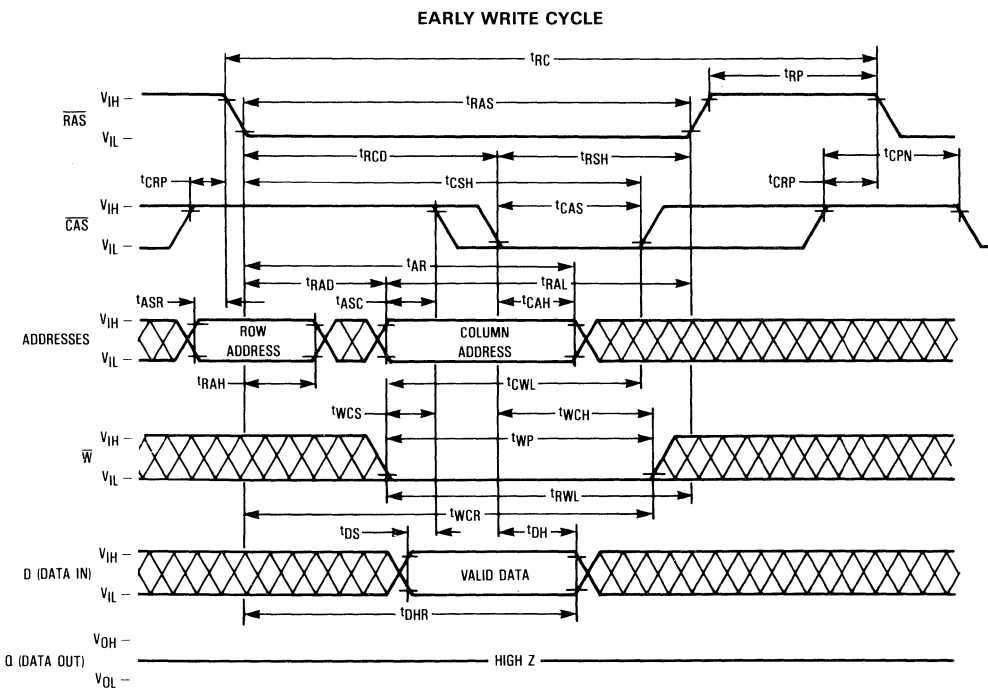 EARLY WRITE CYCLE
tRC
tRP
VIH
tRAS
RAS
VIL
tRCD
tRSH
tCPN
tCRP
tCSH
tCRP
VIH
tCAS
CAS
VIL
tAR
tRAD
tRAL
tASR
tASC
tCAH
VIH
ADDRESSES
ROW ADDRESS
COLUMN ADDRESS
VIL
tRAH
tCWL
tWCS
tWCH
VIH
tWP
W
VIL
tRWL
tWCR
tDS
tDH
VIH
D (DATA IN)
VALID DATA
VIL
tDHR
VOH
Q (DATA OUT)
HIGH Z
VOL